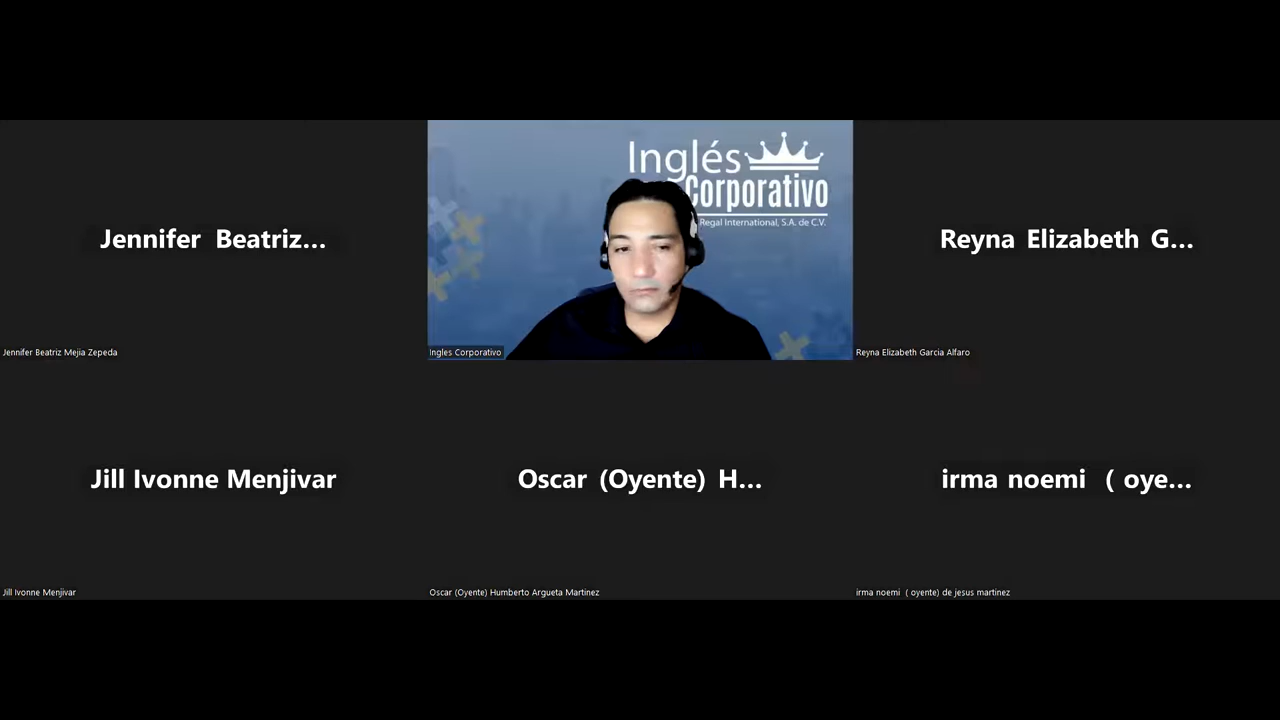 Inglés
Corporativo
Regal International, S.A. de C.V.
Jennifer Beatriz...
Jennifer Beatriz Mejia Zepeda
Ingles Corporativo
Reyna Elizabeth G...
Reyna Elizabeth Garcia Alfaro
Jill Ivonne Menjivar
Jill Ivonne Menjivar
Oscar (Oyente) H...
Oscar (Oyente) Humberto Argueta Martinez
irma noemi ( oye...
irma noemi ( oyente) de jesus martinez